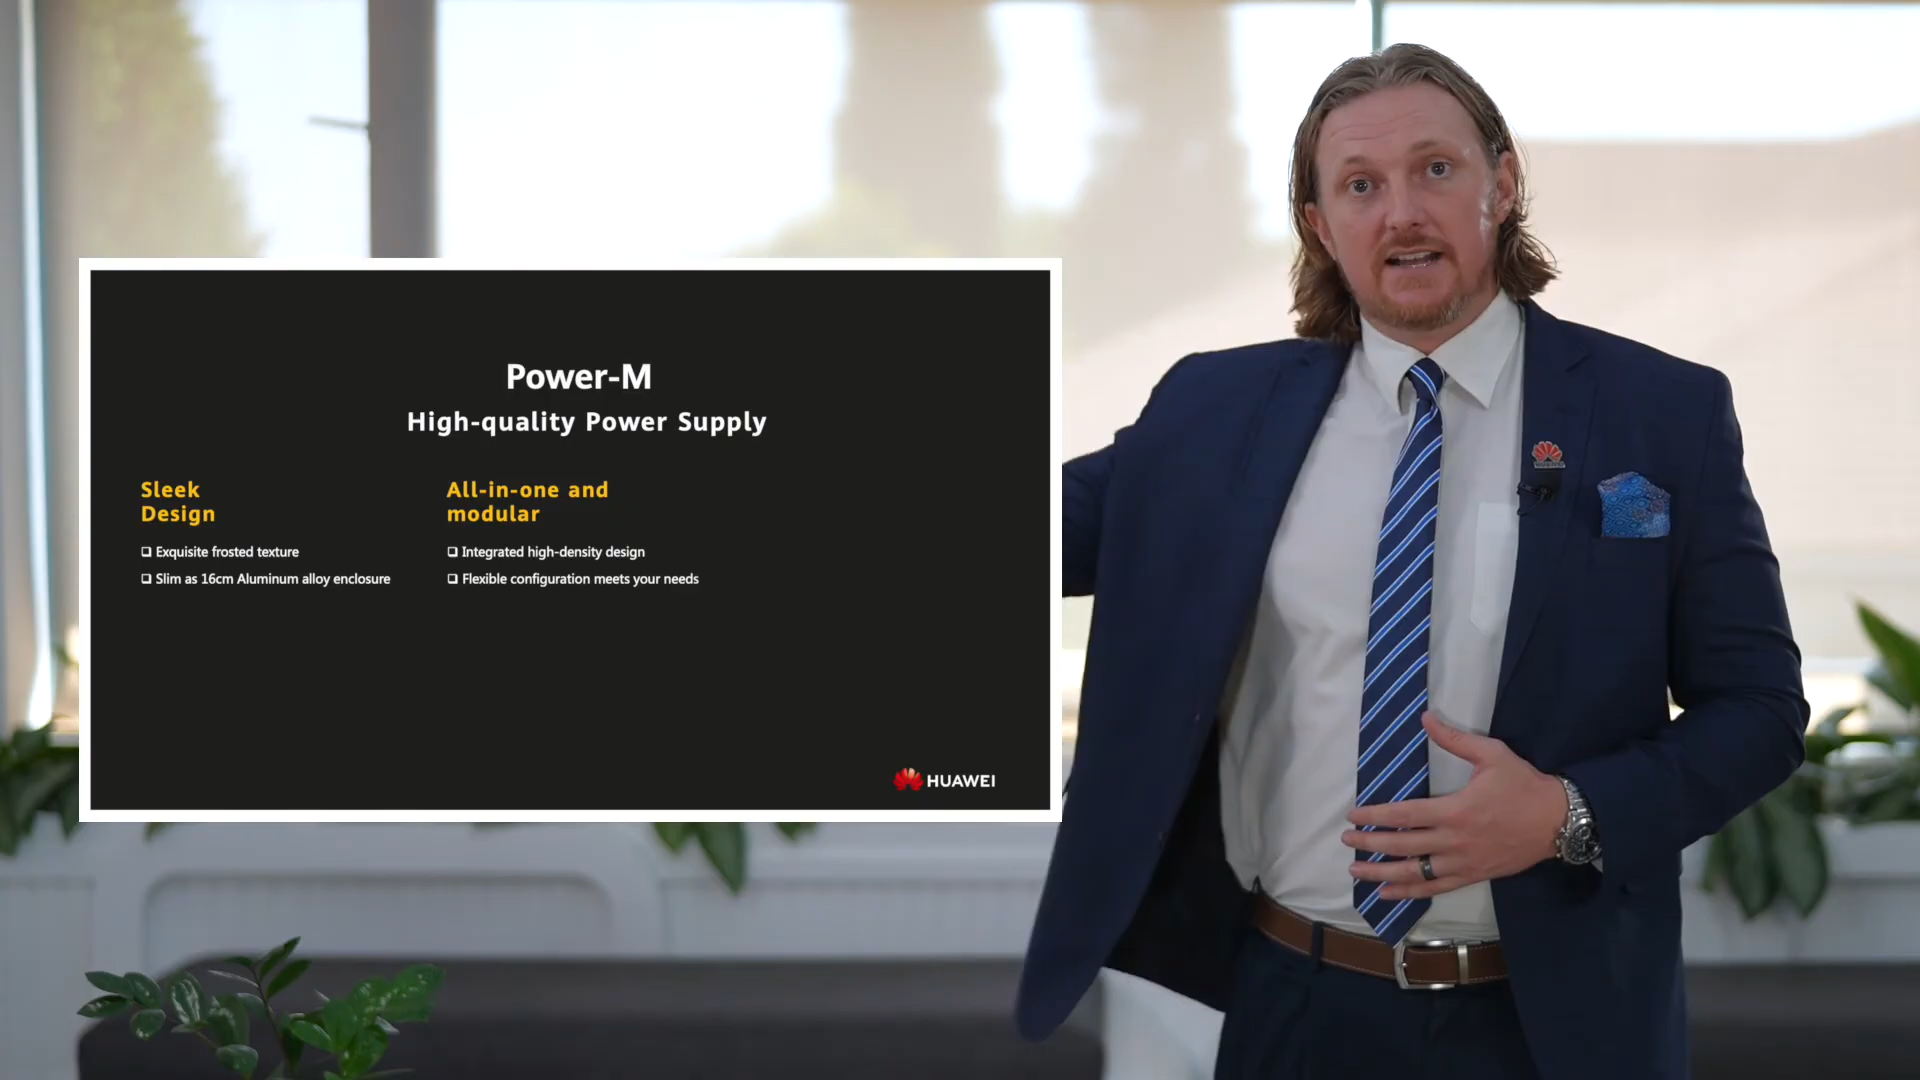 Power-M
High-quality Power Supply
Sleek
Design
❑ Exquisite frosted texture
❑ Slim as 16cm Aluminum alloy enclosure
All-in-one and
modular
❑ Integrated high-density design
❑ Flexible configuration meets your needs
HUAWEI